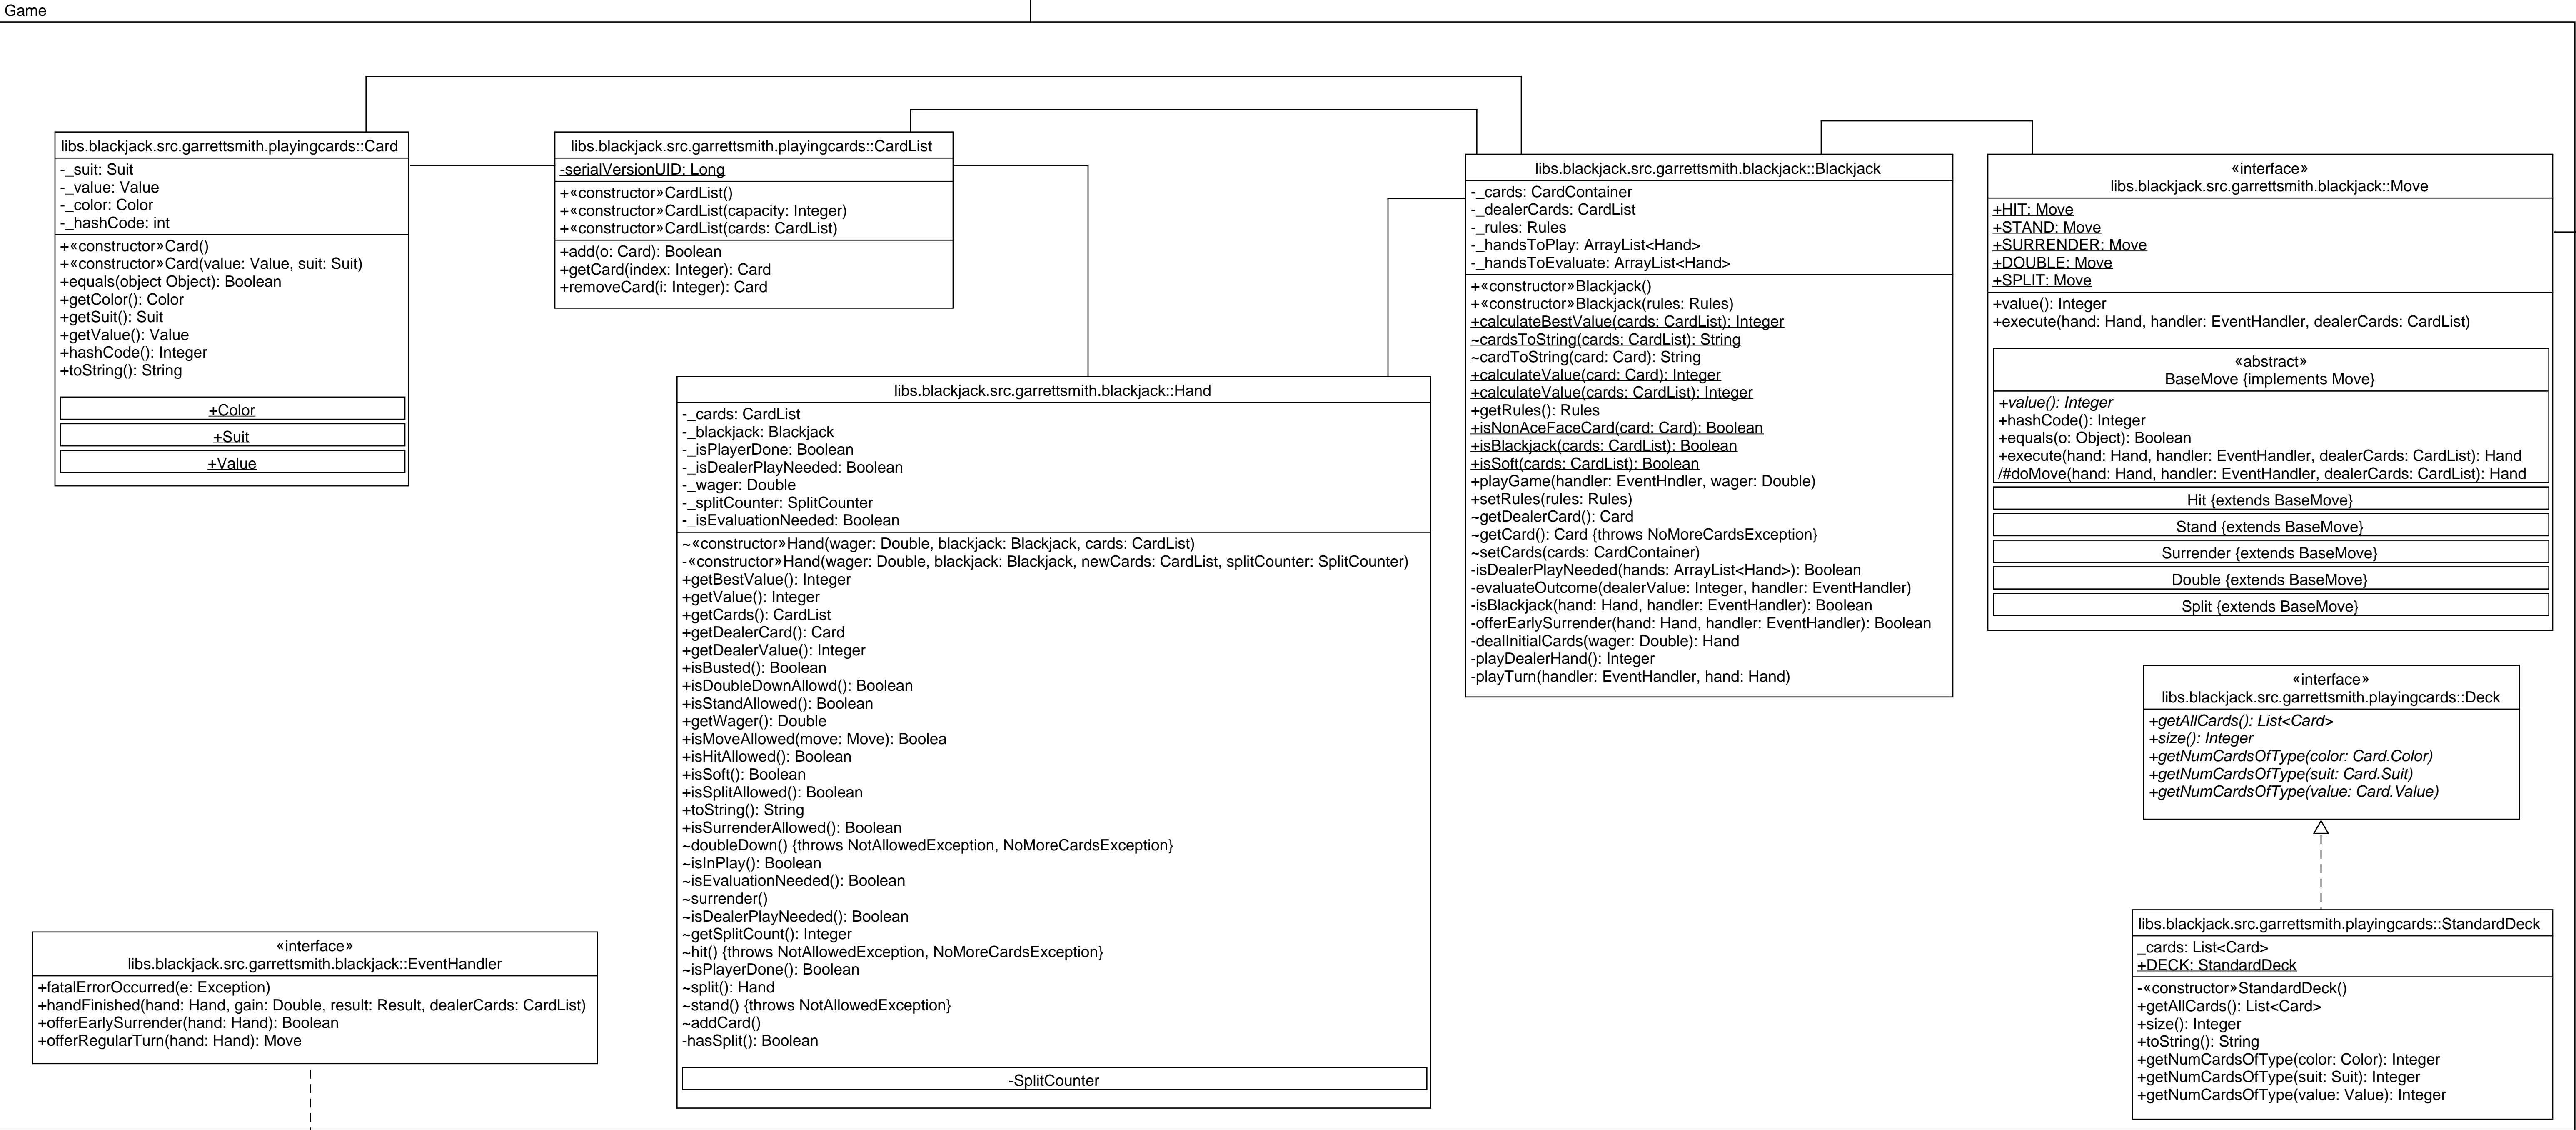 Game
libs.blackjack.src.garrettsmith.playingcards::Card
-_suit: Suit
-_value: Value
-_color: Color
-_hashCode: int
+«constructor»Card()
+«constructor»Card(value: Value, suit: Suit)
+equals(object Object): Boolean
+getColor(): Color
+getSuit(): Suit
+getValue(): Value
+hashCode(): Integer
+toString(): String
+Color
+Suit
+Value
libs.blackjack.src.garrettsmith.playingcards::CardList
-serialVersionUID: Long
+«constructor»CardList()
+«constructor»CardList(capacity: Integer)
+«constructor»CardList(cards: CardList)
+add(o: Card): Boolean
+getCard(index: Integer): Card
+removeCard(i: Integer): Card
libs.blackjack.src.garrettsmith.blackjack::Hand
-_cards: CardList
-_blackjack: Blackjack
-_isPlayerDone: Boolean
-_isDealerPlayNeeded: Boolean
-_wager: Double
-_splitCounter: SplitCounter
-_isEvaluationNeeded: Boolean
~«constructor»Hand(wager: Double, blackjack: Blackjack, cards: CardList)
-«constructor»Hand(wager: Double, blackjack: Blackjack, newCards: CardList, splitCounter: SplitCounter)
+getBestValue(): Integer
+getValue(): Integer
+getCards(): CardList
+getDealerCard(): Card
+getDealerValue(): Integer
+isBusted(): Boolean
+isDoubleDownAllowd(): Boolean
+isStandAllowed(): Boolean
+getWager(): Double
+isMoveAllowed(move: Move): Boolea
+isHitAllowed(): Boolean
+isSoft(): Boolean
+isSplitAllowed(): Boolean
+toString(): String
+isSurrenderAllowed(): Boolean
~doubleDown() {throws NotAllowedException, NoMoreCardsException}
~isInPlay(): Boolean
~isEvaluationNeeded(): Boolean
~surrender()
~isDealerPlayNeeded(): Boolean
~getSplitCount(): Integer
~hit() {throws NotAllowedException, NoMoreCardsException}
~isPlayerDone(): Boolean
~split(): Hand
~stand() {throws NotAllowedException}
~addCard()
-hasSplit(): Boolean
-SplitCounter
libs.blackjack.src.garrettsmith.blackjack::Blackjack
-_cards: CardContainer
-_dealerCards: CardList
-_rules: Rules
-_handsToPlay: ArrayList<Hand>
-_handsToEvaluate: ArrayList<Hand>
+«constructor»Blackjack()
+«constructor»Blackjack(rules: Rules)
+calculateBestValue(cards: CardList): Integer
~cardsToString(cards: CardList): String
~cardToString(card: Card): String
+calculateValue(card: Card): Integer
+calculateValue(cards: CardList): Integer
+getRules(): Rules
+isNonAceFaceCard(card: Card): Boolean
+isBlackjack(cards: CardList): Boolean
+isSoft(cards: CardList): Boolean
+playGame(handler: EventHndler, wager: Double)
+setRules(rules: Rules)
~getDealerCard(): Card
~getCard(): Card {throws NoMoreCardsException}
~setCards(cards: CardContainer)
-isDealerPlayNeeded(hands: ArrayList<Hand>): Boolean
-evaluateOutcome(dealerValue: Integer, handler: EventHandler)
-isBlackjack(hand: Hand, handler: EventHandler): Boolean
-offerEarlySurrender(hand: Hand, handler: EventHandler): Boolean
-dealInitialCards(wager: Double): Hand
-playDealerHand(): Integer
-playTurn(handler: EventHandler, hand: Hand)
«interface»
libs.blackjack.src.garrettsmith.blackjack::Move
+HIT: Move
+STAND: Move
+SURRENDER: Move
+DOUBLE: Move
+SPLIT: Move
+value(): Integer
+execute(hand: Hand, handler: EventHandler, dealerCards: CardList)
«abstract»
BaseMove {implements Move}
+value(): Integer
+hashCode(): Integer
+equals(o: Object): Boolean
+execute(hand: Hand, handler: EventHandler, dealerCards: CardList): Hand
/#doMove(hand: Hand, handler: EventHandler, dealerCards: CardList): Hand
Hit {extends BaseMove}
Stand {extends BaseMove}
Surrender {extends BaseMove}
Double {extends BaseMove}
Split {extends BaseMove}
«interface»
libs.blackjack.src.garrettsmith.playingcards::Deck
+getAllCards(): List<Card>
+size(): Integer
+getNumCardsOfType(color: Card.Color)
+getNumCardsOfType(suit: Card.Suit)
+getNumCardsOfType(value: Card.Value)
libs.blackjack.src.garrettsmith.playingcards::StandardDeck
_cards: List<Card>
+DECK: StandardDeck
-«constructor»StandardDeck()
+getAllCards(): List<Card>
+size(): Integer
+toString(): String
+getNumCardsOfType(color: Color): Integer
+getNumCardsOfType(suit: Suit): Integer
+getNumCardsOfType(value: Value): Integer
«interface»
libs.blackjack.src.garrettsmith.blackjack::EventHandler
+fatalErrorOccurred(e: Exception)
+handFinished(hand: Hand, gain: Double, result: Result, dealerCards: CardList)
+offerEarlySurrender(hand: Hand): Boolean
+offerRegularTurn(hand: Hand): Move